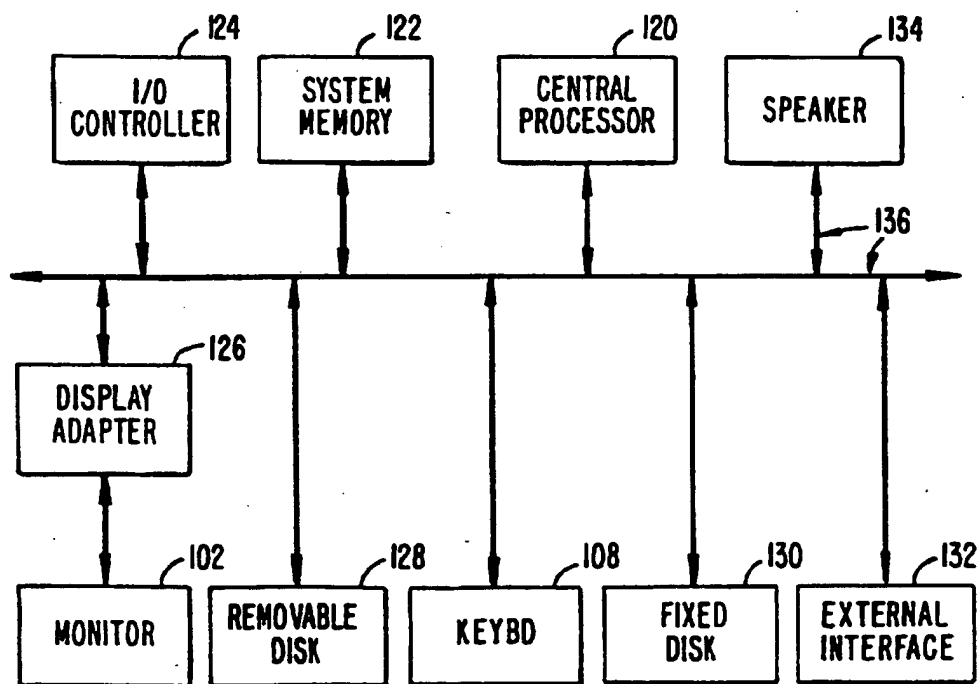 124
I/O
CONTROLLER
122
SYSTEM
MEMORY
120
CENTRAL
PROCESSOR
134
SPEAKER
136
126
DISPLAY
ADAPTER
102
MONITOR
128
REMOVABLE
DISK
108
KEYBD
130
FIXED
DISK
132
EXTERNAL
INTERFACE